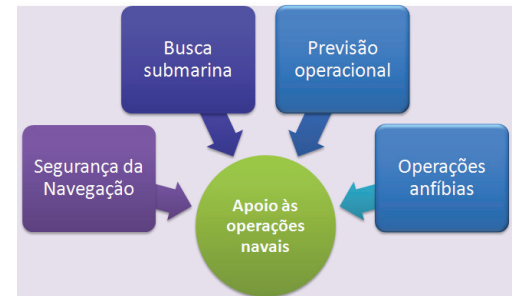 Busca
submarina
Previsão
operacional
Segurança da
Navegação
Operações
anfíbias
Apoio às
operações
navais